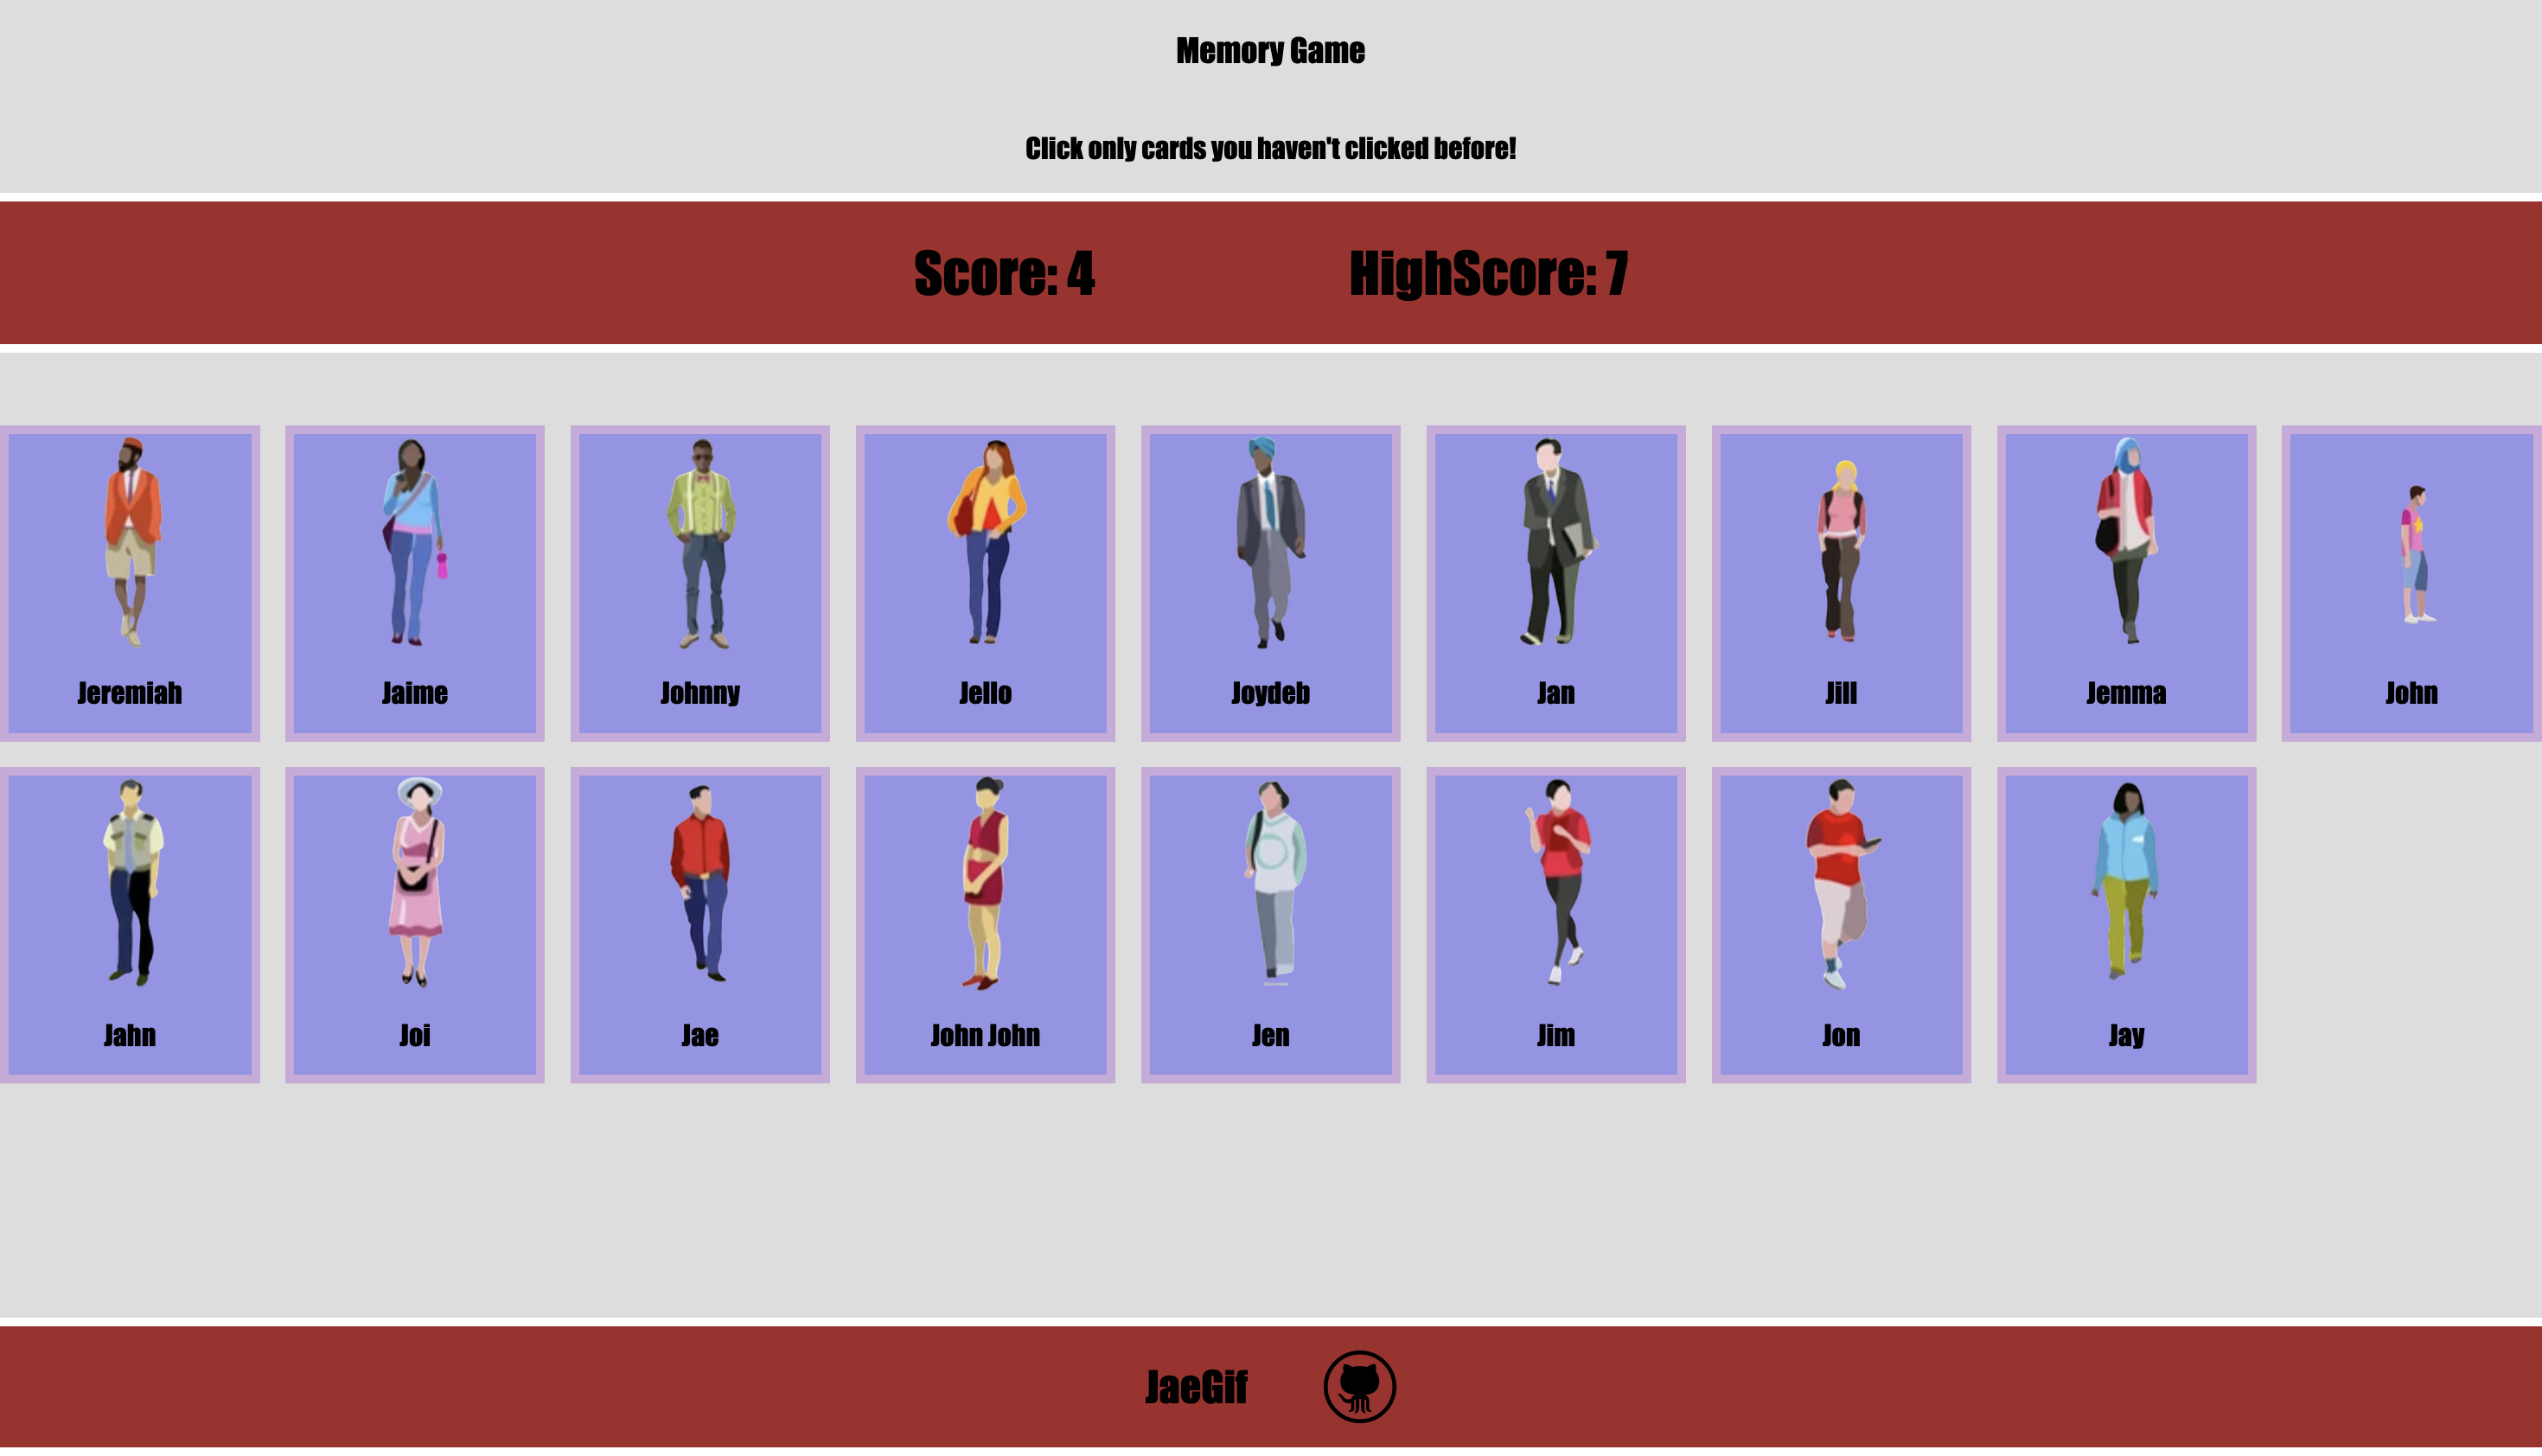 Memory Game
Click only cards you haven't clicked before!
Score: 4 HighScore: 7
Jeremiah Jaime Johnny Jello Joydeb Jan Jill Jemma John
Jahn Joi Jae John John Jen Jim Jon Jay
JaeGif